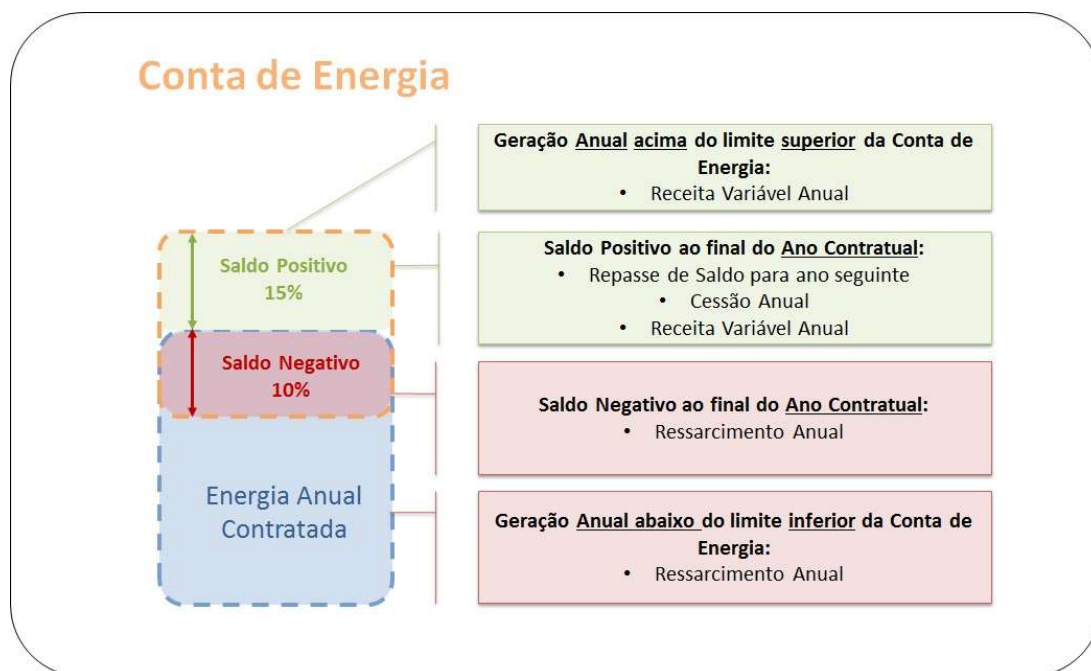 Conta de Energia
Geração Anual acima do limite superior da Conta de
Energia:
• Receita Variável Anual
Saldo Positivo
15%
Saldo Positivo ao final do Ano Contratual:
• Repasse de Saldo para ano seguinte
• Cessão Anual
• Receita Variável Anual
Saldo Negativo
10%
Saldo Negativo ao final do Ano Contratual:
• Ressarcimento Anual
Energia Anual
Contratada
Geração Anual abaixo do limite inferior da Conta de
Energia:
• Ressarcimento Anual